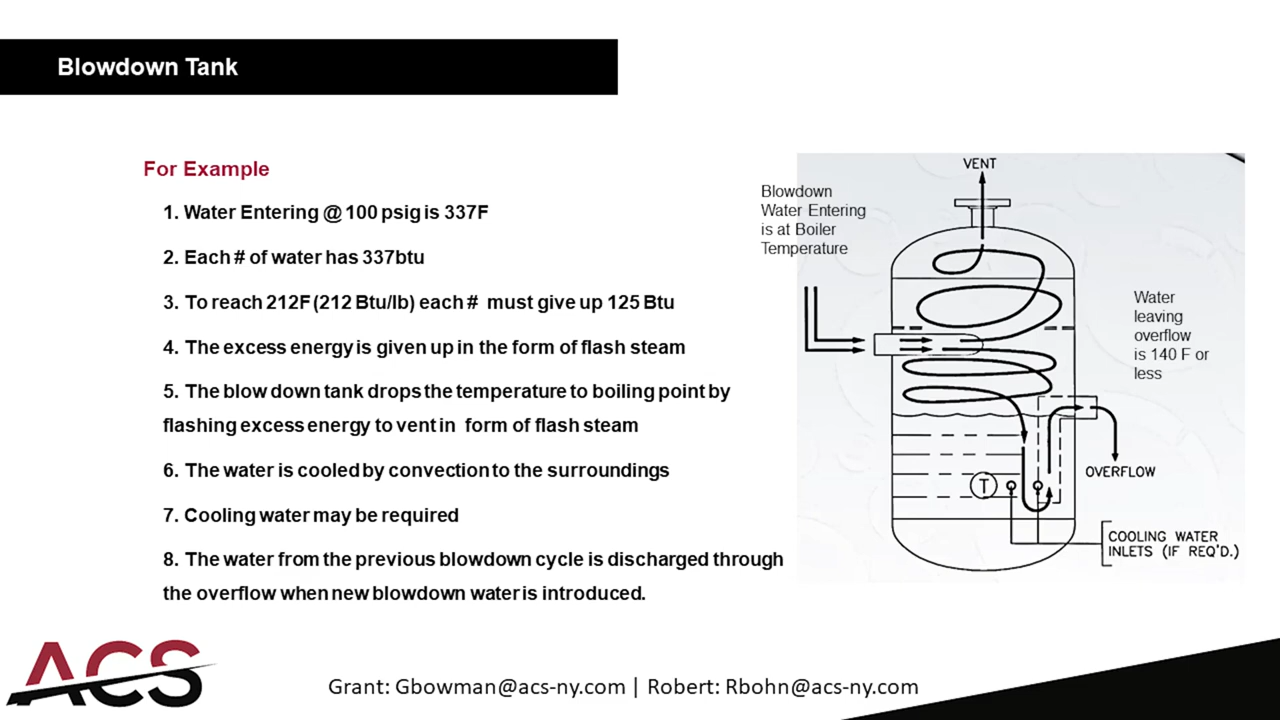 Blowdown Tank
For Example
1. Water Entering @ 100 psig is 337F
2. Each # of water has 337btu
3. To reach 212F (212 Btu/lb) each # must give up 125 Btu
4. The excess energy is given up in the form of flash steam
5. The blow down tank drops the temperature to boiling point by
flashing excess energy to vent in form of flash steam
6. The water is cooled by convection to the surroundings
7. Cooling water may be required
8. The water from the previous blowdown cycle is discharged through
the overflow when new blowdown water is introduced.
VENT
Blowdown
Water Entering
is at Boiler
Temperature
Water
leaving
overflow
is 140 F or
less
OVERFLOW
T
COOLING WATER
INLETS (IF REQ'D.)
ACS
Grant: Gbowman@acs-ny.com | Robert: Rbohn@acs-ny.com